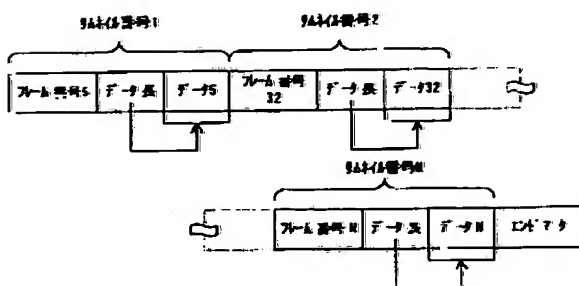 サムネイル番号1 サムネイル番号2
フレーム番号5 データ長 データ5 フレーム番号 32 データ長 データ32
サムネイル番号N
フレーム番号N データ長 データN エンドマーク